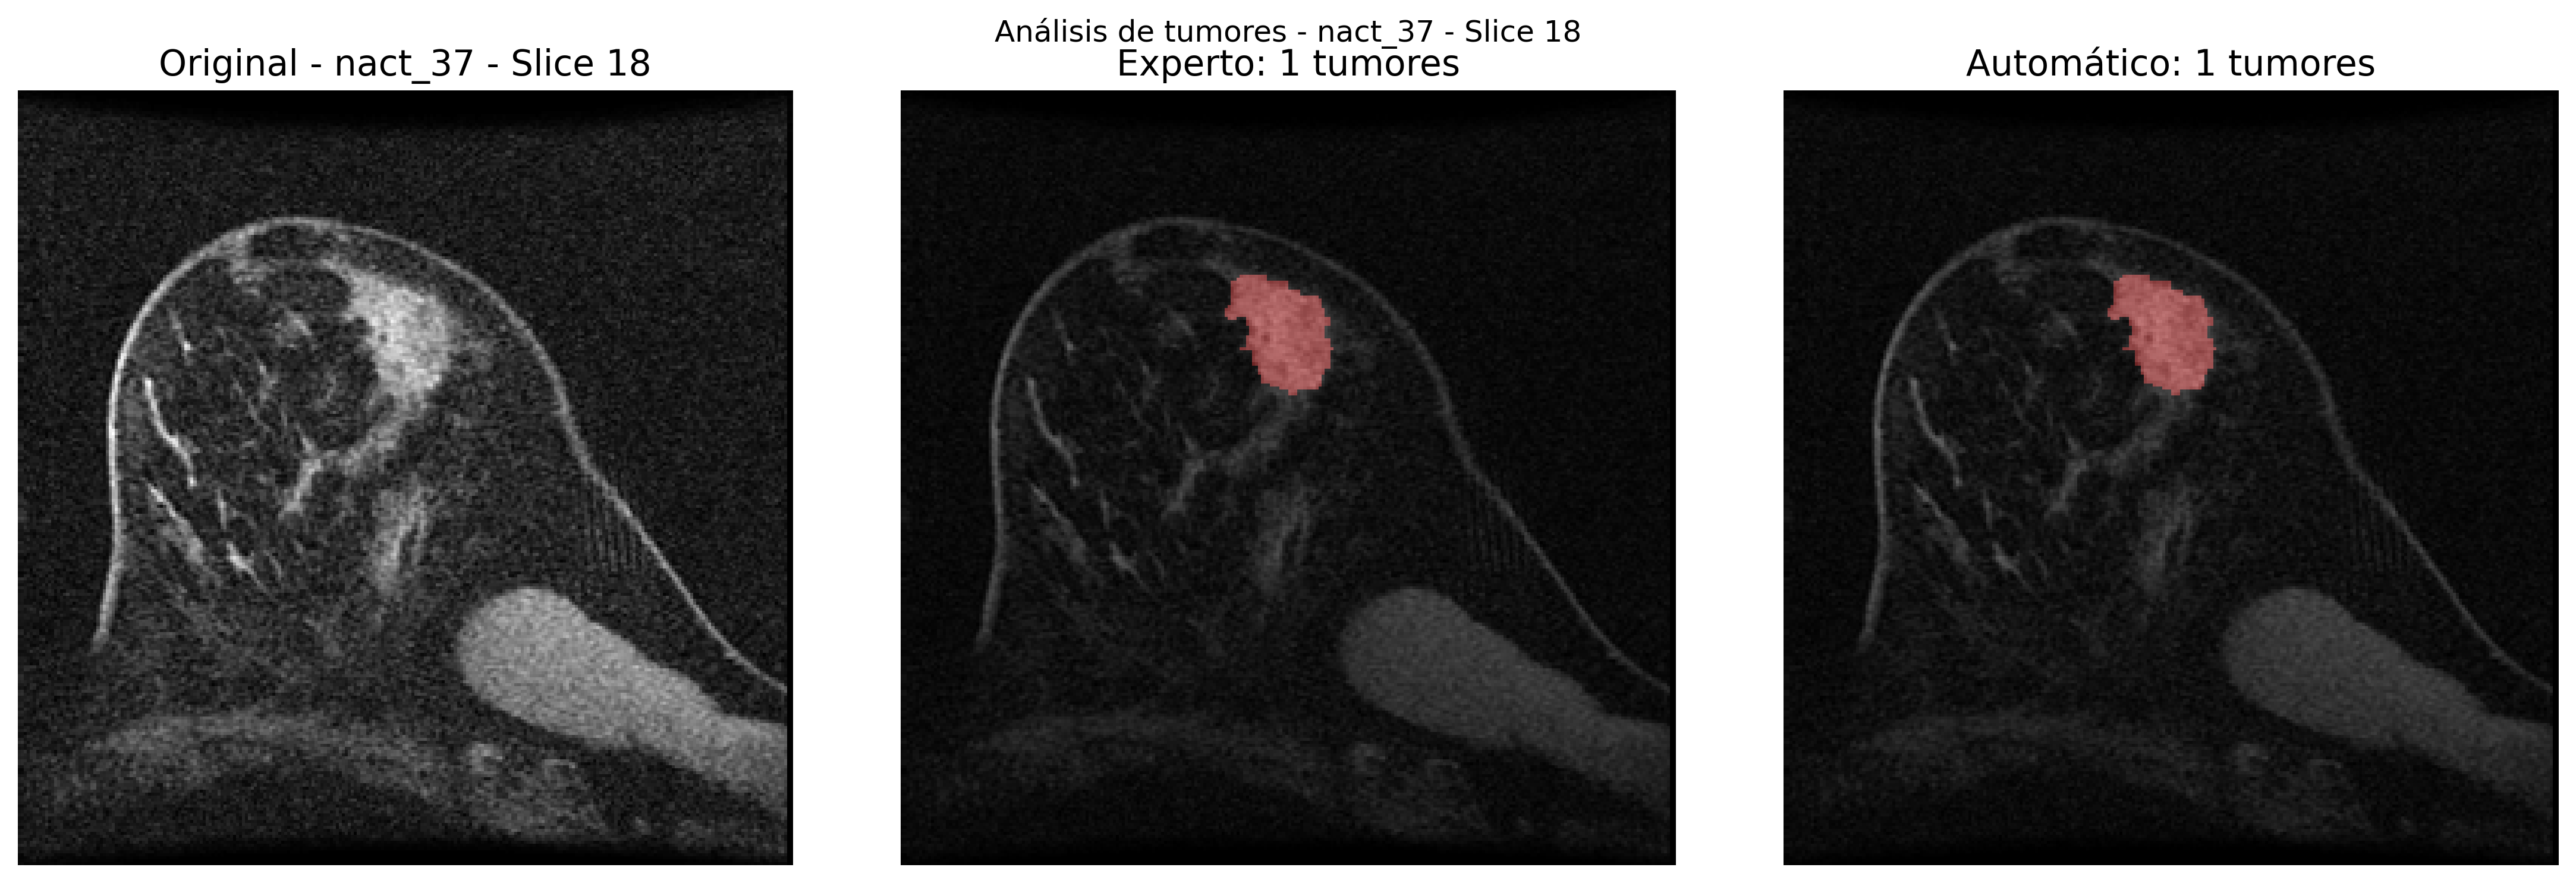 Análisis de tumores - nact_37 - Slice 18
Original - nact_37 - Slice 18
Experto: 1 tumores
Automático: 1 tumores